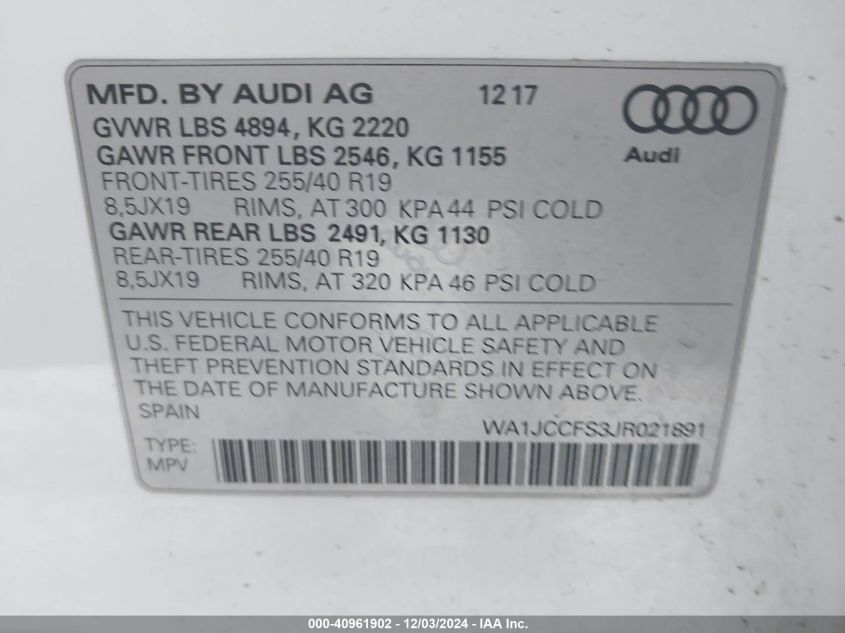 MFD. BY AUDI AG 12 17
GVWR LBS 4894, KG 2220
GAWR FRONT LBS 2546, KG 1155
Audi
FRONT-TIRES 255/40 R19
8,5JX19 RIMS, AT 300 KPA 44 PSI COLD
GAWR REAR LBS 2491, KG 1130
REAR-TIRES 255/40 R19
8,5JX19 RIMS, AT 320 KPA 46 PSI COLD
THIS VEHICLE CONFORMS TO ALL APPLICABLE
U.S. FEDERAL MOTOR VEHICLE SAFETY AND
THEFT PREVENTION STANDARDS IN EFFECT ON
THE DATE OF MANUFACTURE SHOWN ABOVE.
SPAIN
WA1JCCFS3JR021891
TYPE:
MPV
000-40961902 - 12/03/2024 - IAA Inc.